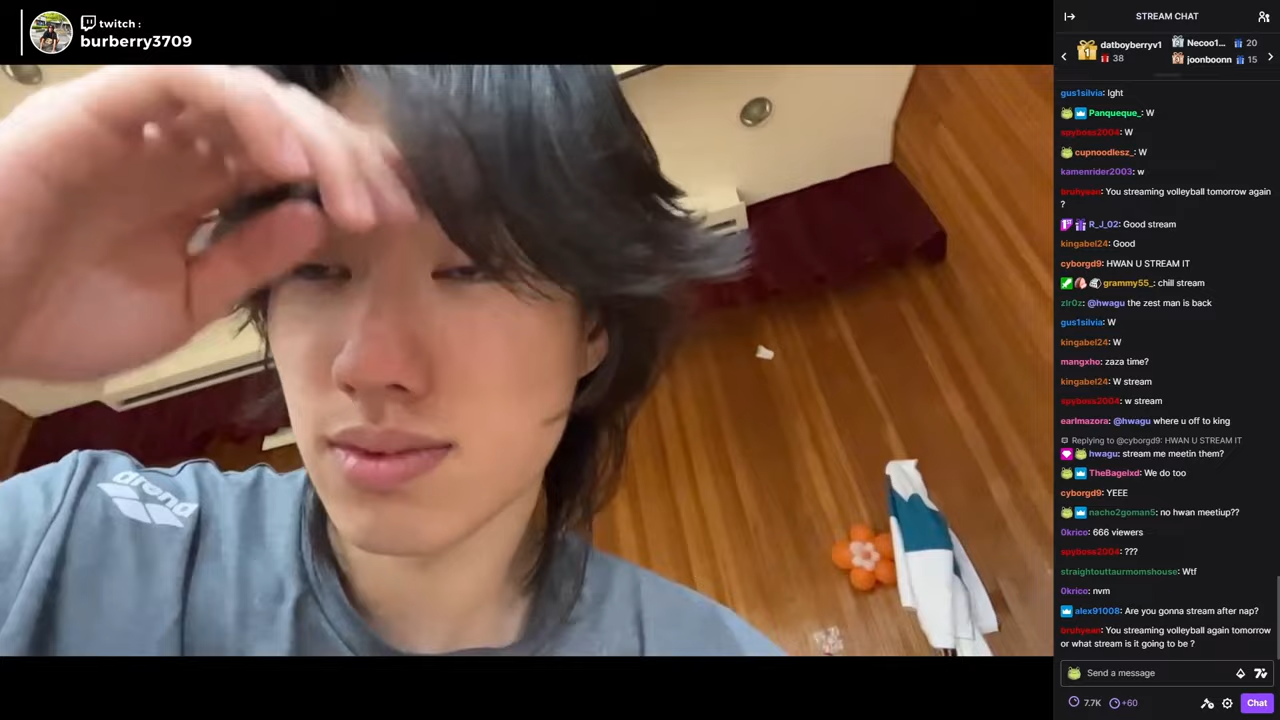 twitch :
burberry3709
arena
STREAM CHAT
datboyberryv1
38
Necoo1... 20
joonboonn 15
gus1silvia: Ight
Panqueque_: W
spyboss2004: W
cupnoodlesz_: W
kamenrider2003: w
bruhyean: You streaming volleyball tomorrow again
?
R_J_02: Good stream
kingabel24: Good
cyborgd9: HWAN U STREAM IT
grammy55_: chill stream
zlr0z: @hwagu the zest man is back
gus1silvia: W
kingabel24: W
mangxho: zaza time?
kingabel24: W stream
spyboss2004: w stream
earlmazora: @hwagu where u off to king
Replying to @cyborgd9: HWAN U STREAM IT
hwagu: stream me meetin them?
TheBagelxd: We do too
cyborgd9: YEEE
nacho2goman5: no hwan meetiup??
0krico: 666 viewers
spyboss2004: ???
straightouttaurmomshouse: Wtf
0krico: nvm
alex91008: Are you gonna stream after nap?
bruhyean: You streaming volleyball again tomorrow
or what stream is it going to be ?
Send a message
7.7K +60
Chat